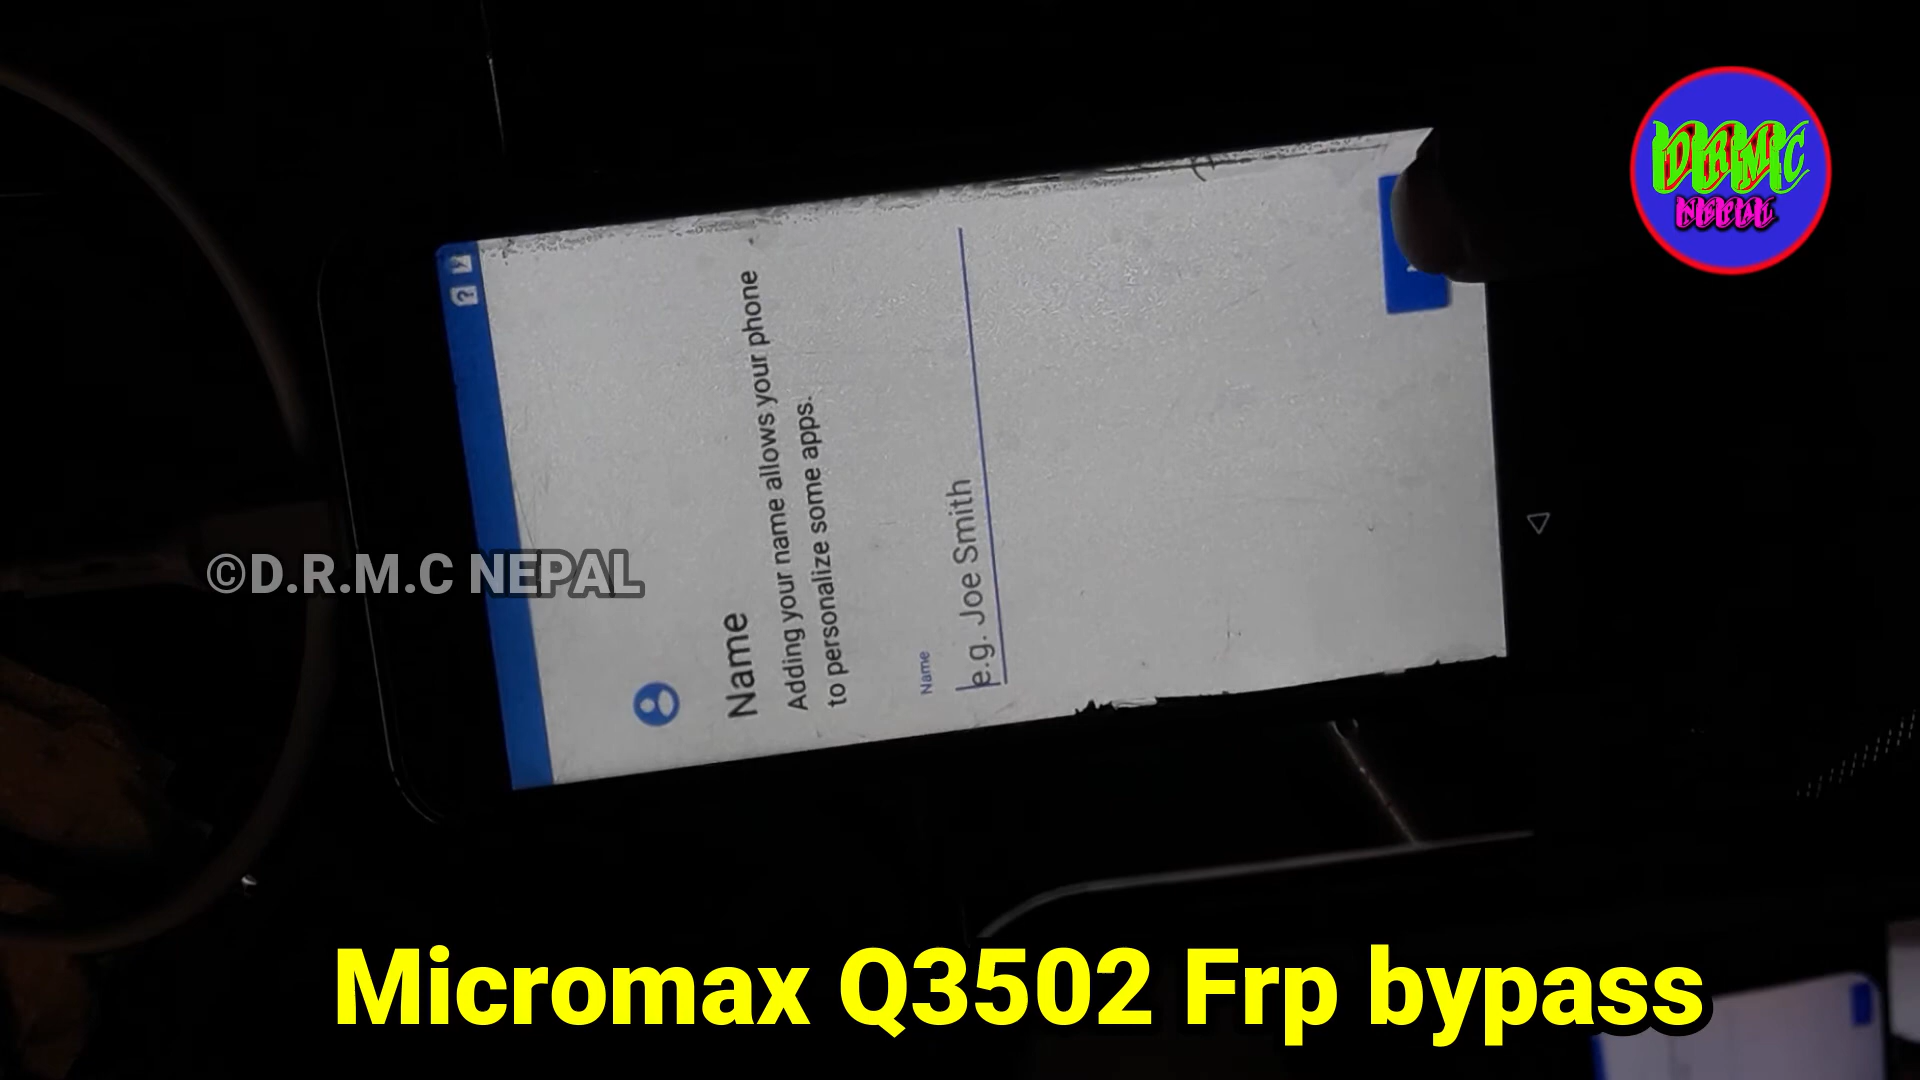 DRMC
NEPAL
?
Name
Adding your name allows your phone
to personalize some apps.
Name
e.g. Joe Smith
©D.R.M.C NEPAL
Micromax Q3502 Frp bypass